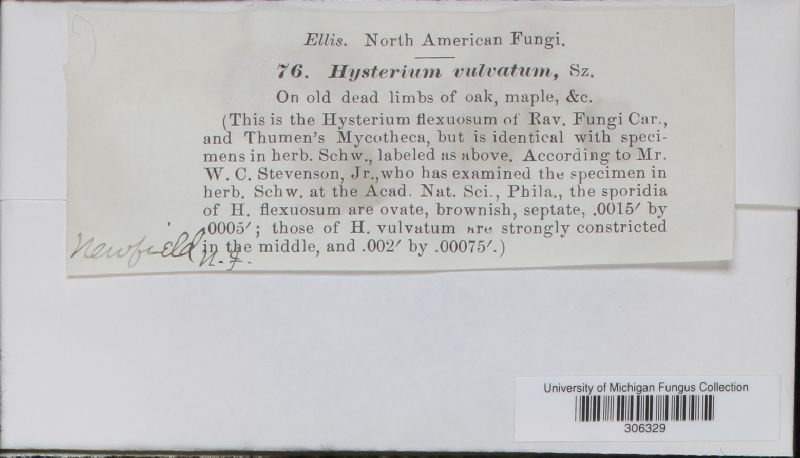 Ellis. North American Fungi.
76. Hysterium vulvatum, Sz.
On old dead limbs of oak, maple, &c.
(This is the Hysterium flexuosum of Rav. Fungi Car.,
and Thumen's Mycotheca, but is identical with speci-
mens in herb. Schw., labeled as above. According to Mr.
W. C. Stevenson, Jr., who has examined the specimen in
herb. Schw. at the Acad. Nat. Sci., Phila., the sporidia
of H. flexuosum are ovate, brownish, septate, .0015′ by
.0005′; those of H. vulvatum are strongly constricted
in the middle, and .002′ by .00075′.)
Newfield
N. J.
University of Michigan Fungus Collection
306329